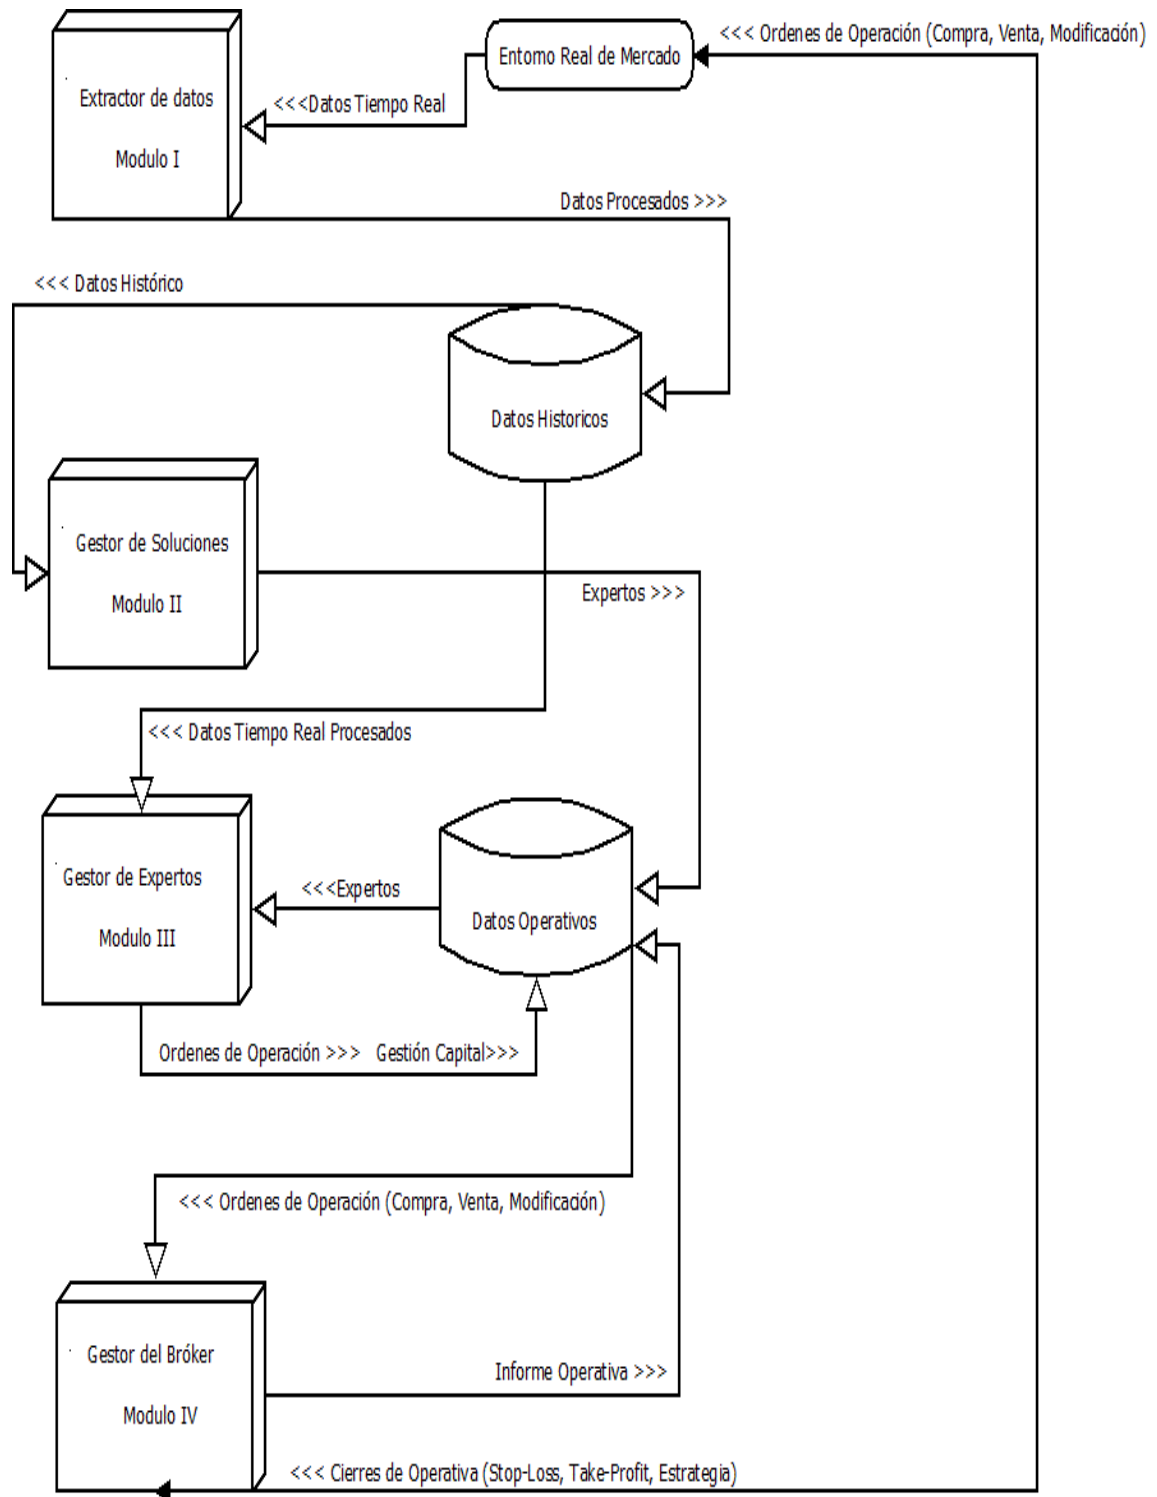 <<< Ordenes de Operación (Compra, Venta, Modificación)
Entorno Real de Mercado
Extractor de datos
Modulo I
<<<Datos Tiempo Real
Datos Procesados >>>
<<< Datos Histórico
Datos Historicos
Gestor de Soluciones
Modulo II
Expertos >>>
<<< Datos Tiempo Real Procesados
Gestor de Expertos
Modulo III
<<<Expertos
Datos Operativos
Ordenes de Operación >>> Gestión Capital>>>
<<< Ordenes de Operación (Compra, Venta, Modificación)
Gestor del Bróker
Modulo IV
Informe Operativa >>>
<<< Cierres de Operativa (Stop-Loss, Take-Profit, Estrategia)